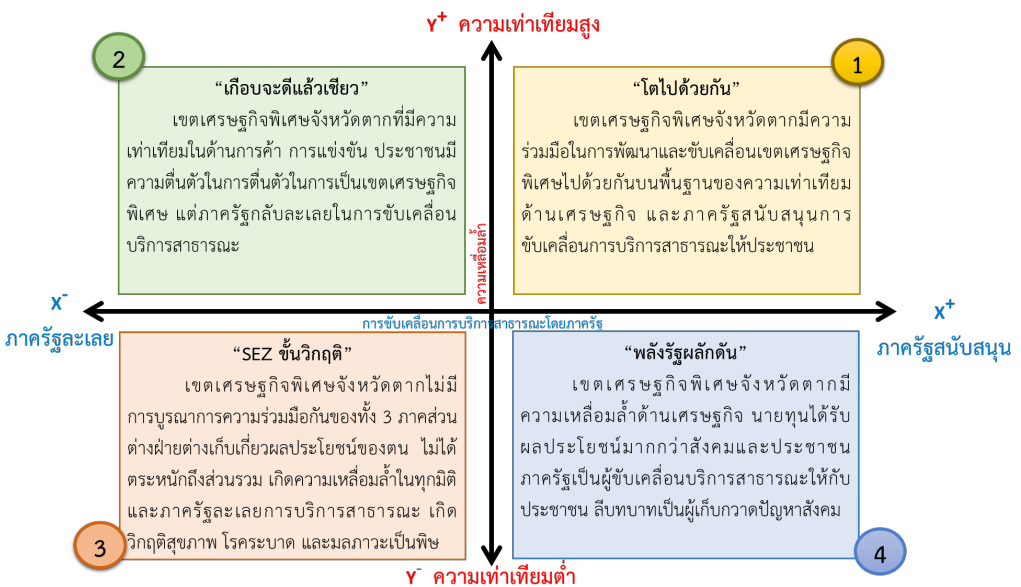 Y+ ความเท่าเทียมสูง
2
“เกือบจะดีแล้วเชียว”
เขตเศรษฐกิจพิเศษจังหวัดตากที่มีความ
เท่าเทียมในด้านการค้า การแข่งขัน ประชาชนมี
ความตื่นตัวในการตื่นตัวในการเป็นเขตเศรษฐกิจ
พิเศษ แต่ภาครัฐกลับละเลยในการขับเคลื่อน
บริการสาธารณะ
1
“โตไปด้วยกัน”
เขตเศรษฐกิจพิเศษจังหวัดตากมีความ
ร่วมมือในการพัฒนาและขับเคลื่อนเขตเศรษฐกิจ
พิเศษไปด้วยกันบนพื้นฐานของความเท่าเทียม
ด้านเศรษฐกิจ และภาครัฐสนับสนุนการ
ขับเคลื่อนการบริการสาธารณะให้ประชาชน
ความเหลื่อมล้ำ
X-
ภาครัฐละเลย
การขับเคลื่อนการบริการสาธารณะโดยภาครัฐ
X+
ภาครัฐสนับสนุน
“SEZ ขั้นวิกฤติ”
เขตเศรษฐกิจพิเศษจังหวัดตากไม่มี
การบูรณาการความร่วมมือกันของทั้ง 3 ภาคส่วน
ต่างฝ่ายต่างเก็บเกี่ยวผลประโยชน์ของตน ไม่ได้
ตระหนักถึงส่วนรวม เกิดความเหลื่อมล้ำในทุกมิติ
และภาครัฐละเลยการบริการสาธารณะ เกิด
วิกฤติสุขภาพ โรคระบาด และมลภาวะเป็นพิษ
3
“พลังรัฐผลักดัน”
เขตเศรษฐกิจพิเศษจังหวัดตากมี
ความเหลื่อมล้ำด้านเศรษฐกิจ นายทุนได้รับ
ผลประโยชน์มากกว่าสังคมและประชาชน
ภาครัฐเป็นผู้ขับเคลื่อนบริการสาธารณะให้กับ
ประชาชน ลีบทบาทเป็นผู้เก็บกวาดปัญหาสังคม
4
Y- ความเท่าเทียมต่ำ